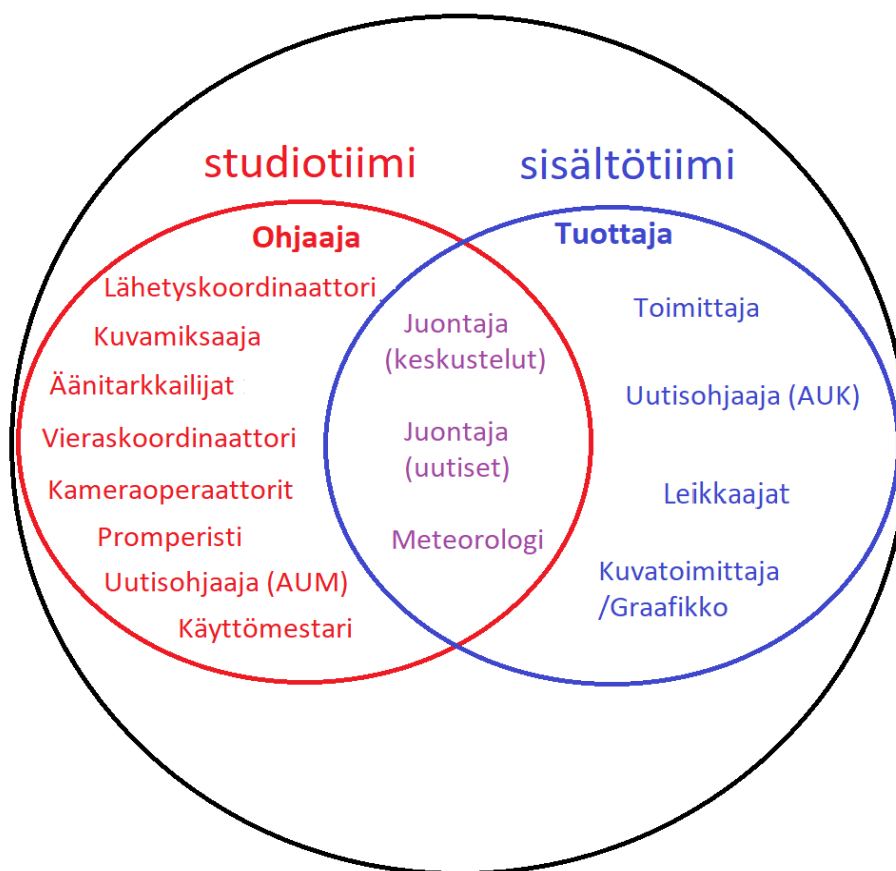 studiotiimi
Ohjaaja
Lähetyskoordinaattori
Kuvamiksaaja
Äänitarkkailijat
Vieraskoordinaattori
Kameraoperaattorit
Promperisti
Uutisohjaaja (AUM)
Käyttömestari
Juontaja
(keskustelut)
Juontaja
(uutiset)
Meteorologi
sisältötiimi
Tuottaja
Toimittaja
Uutisohjaaja (AUK)
Leikkaajat
Kuvatoimittaja
/Graafikko